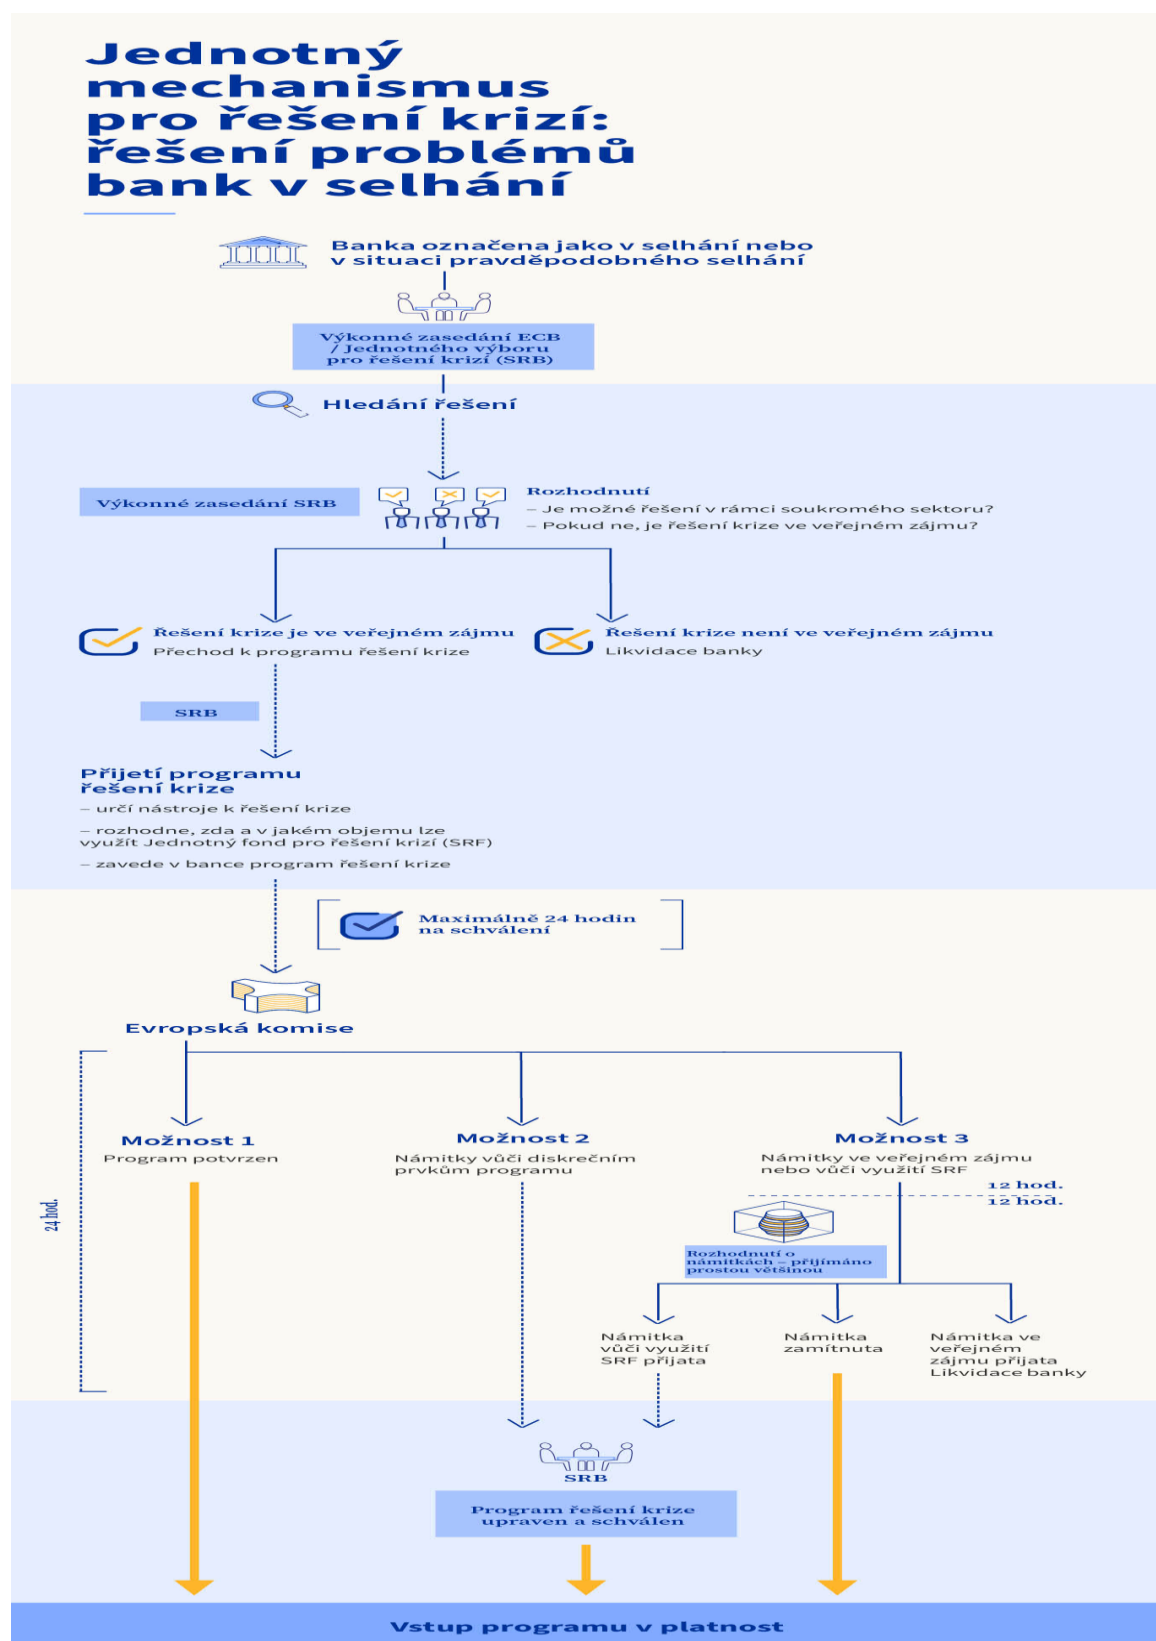 Jednotný
mechanismus
pro řešení krizí:
řešení problémů
bank v selhání
Banka označena jako v selhání nebo
v situaci pravděpodobného selhání
Výkonné zasedání ECB
/ Jednotného výboru
pro řešení krizí (SRB)
Hledání řešení
Výkonné zasedání SRB
Rozhodnutí
– Je možné řešení v rámci soukromého sektoru?
– Pokud ne, je řešení krize ve veřejném zájmu?
Řešení krize je ve veřejném zájmu
Přechod k programu řešení krize
Řešení krize není ve veřejném zájmu
Likvidace banky
SRB
Přijetí programu
řešení krize
– určí nástroje k řešení krize
– rozhodne, zda a v jakém objemu lze
využít Jednotný fond pro řešení krizí (SRF)
– zavede v bance program řešení krize
Maximálně 24 hodin
na schválení
Evropská komise
24 hod.
Možnost 1
Program potvrzen
Možnost 2
Námitky vůči diskrečním
prvkům programu
Možnost 3
Námitky ve veřejném zájmu
nebo vůči využití SRF
12 hod.
12 hod.
Rozhodnutí o
námitkách – přijímáno
prostou většinou
Námitka
vůči využití
SRF přijata
Námitka
zamítnuta
Námitka ve
veřejném
zájmu přijata
Likvidace banky
SRB
Program řešení krize
upraven a schválen
Vstup programu v platnost